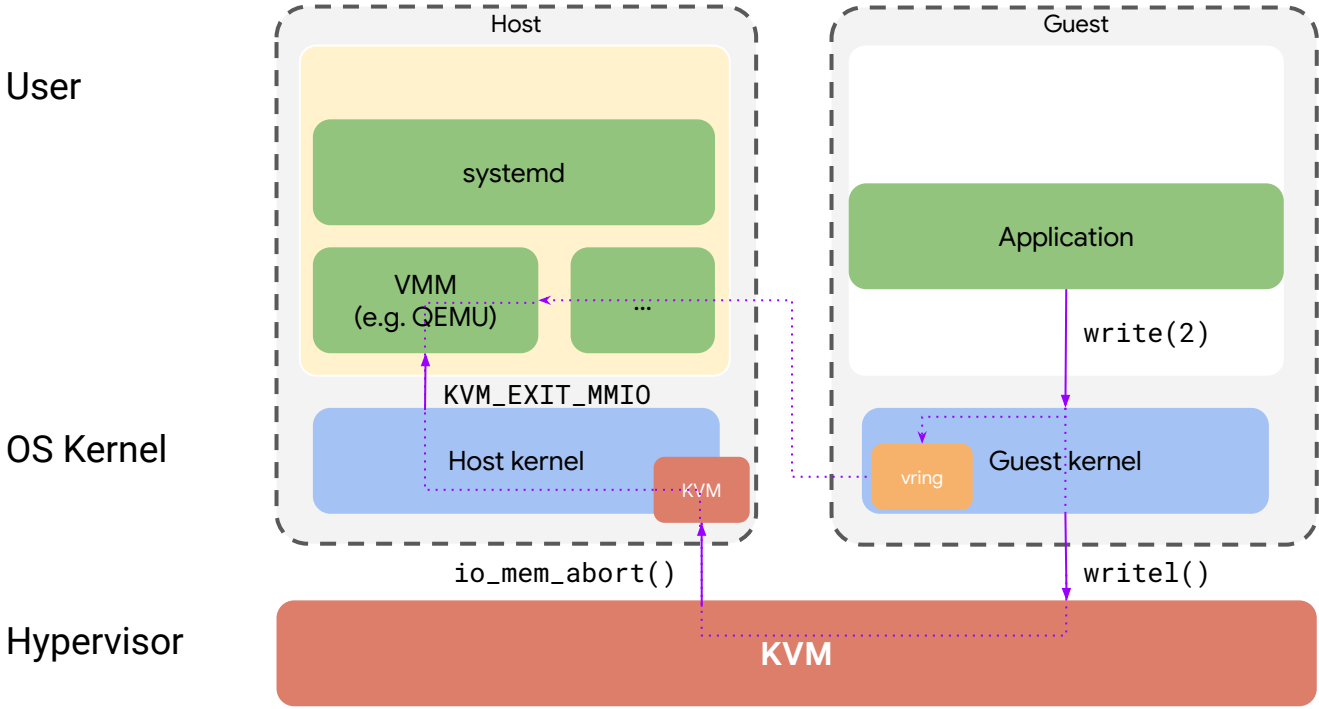 Host
Guest
User
systemd
Application
VMM
(e.g. QEMU)
...
write(2)
KVM_EXIT_MMIO
OS Kernel
Host kernel
KVM
vring
Guest kernel
io_mem_abort()
writel()
Hypervisor
KVM